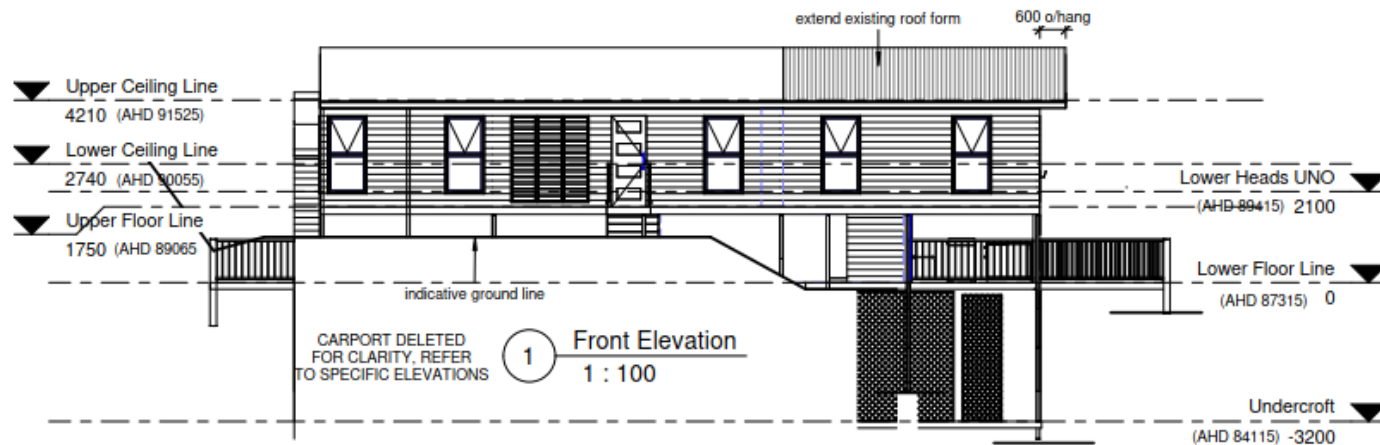 extend existing roof form
600 o/hang
Upper Ceiling Line
4210 (AHD 91525)
Lower Ceiling Line
2740 (AHD 90055)
Upper Floor Line
1750 (AHD 89065
Lower Heads UNO
(AHD 89415) 2100
Lower Floor Line
(AHD 87315) 0
indicative ground line
CARPORT DELETED
FOR CLARITY, REFER
TO SPECIFIC ELEVATIONS
1 Front Elevation
1 : 100
Undercroft
(AHD 84115) -3200